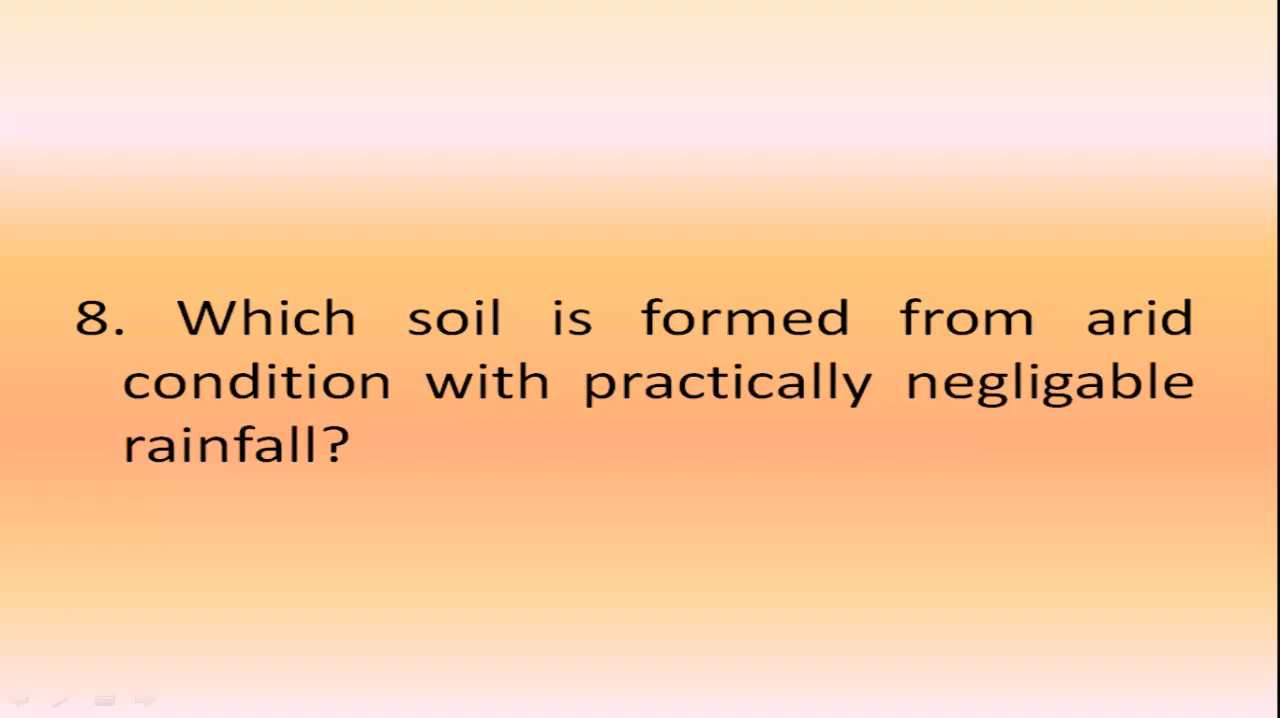 8. Which soil is formed from arid
condition with practically negligable
rainfall?